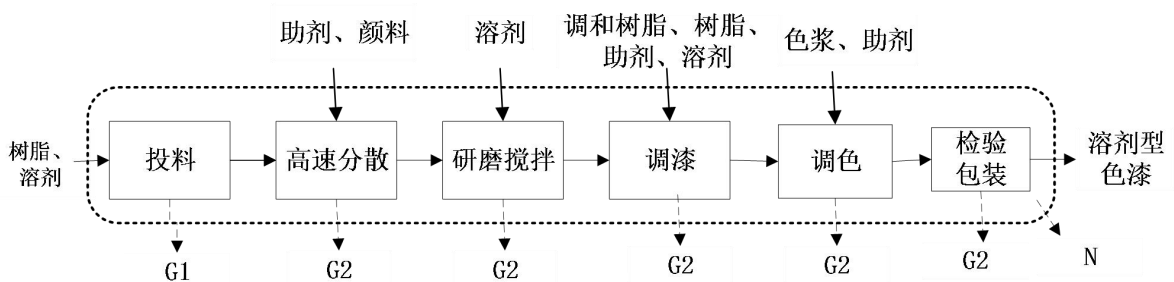 助剂、颜料
溶剂
调和树脂、树脂、
助剂、溶剂
色浆、助剂
树脂、
溶剂
投料
高速分散
研磨搅拌
调漆
调色
检验
包装
溶剂型
色漆
G1
G2
G2
G2
G2
G2
N